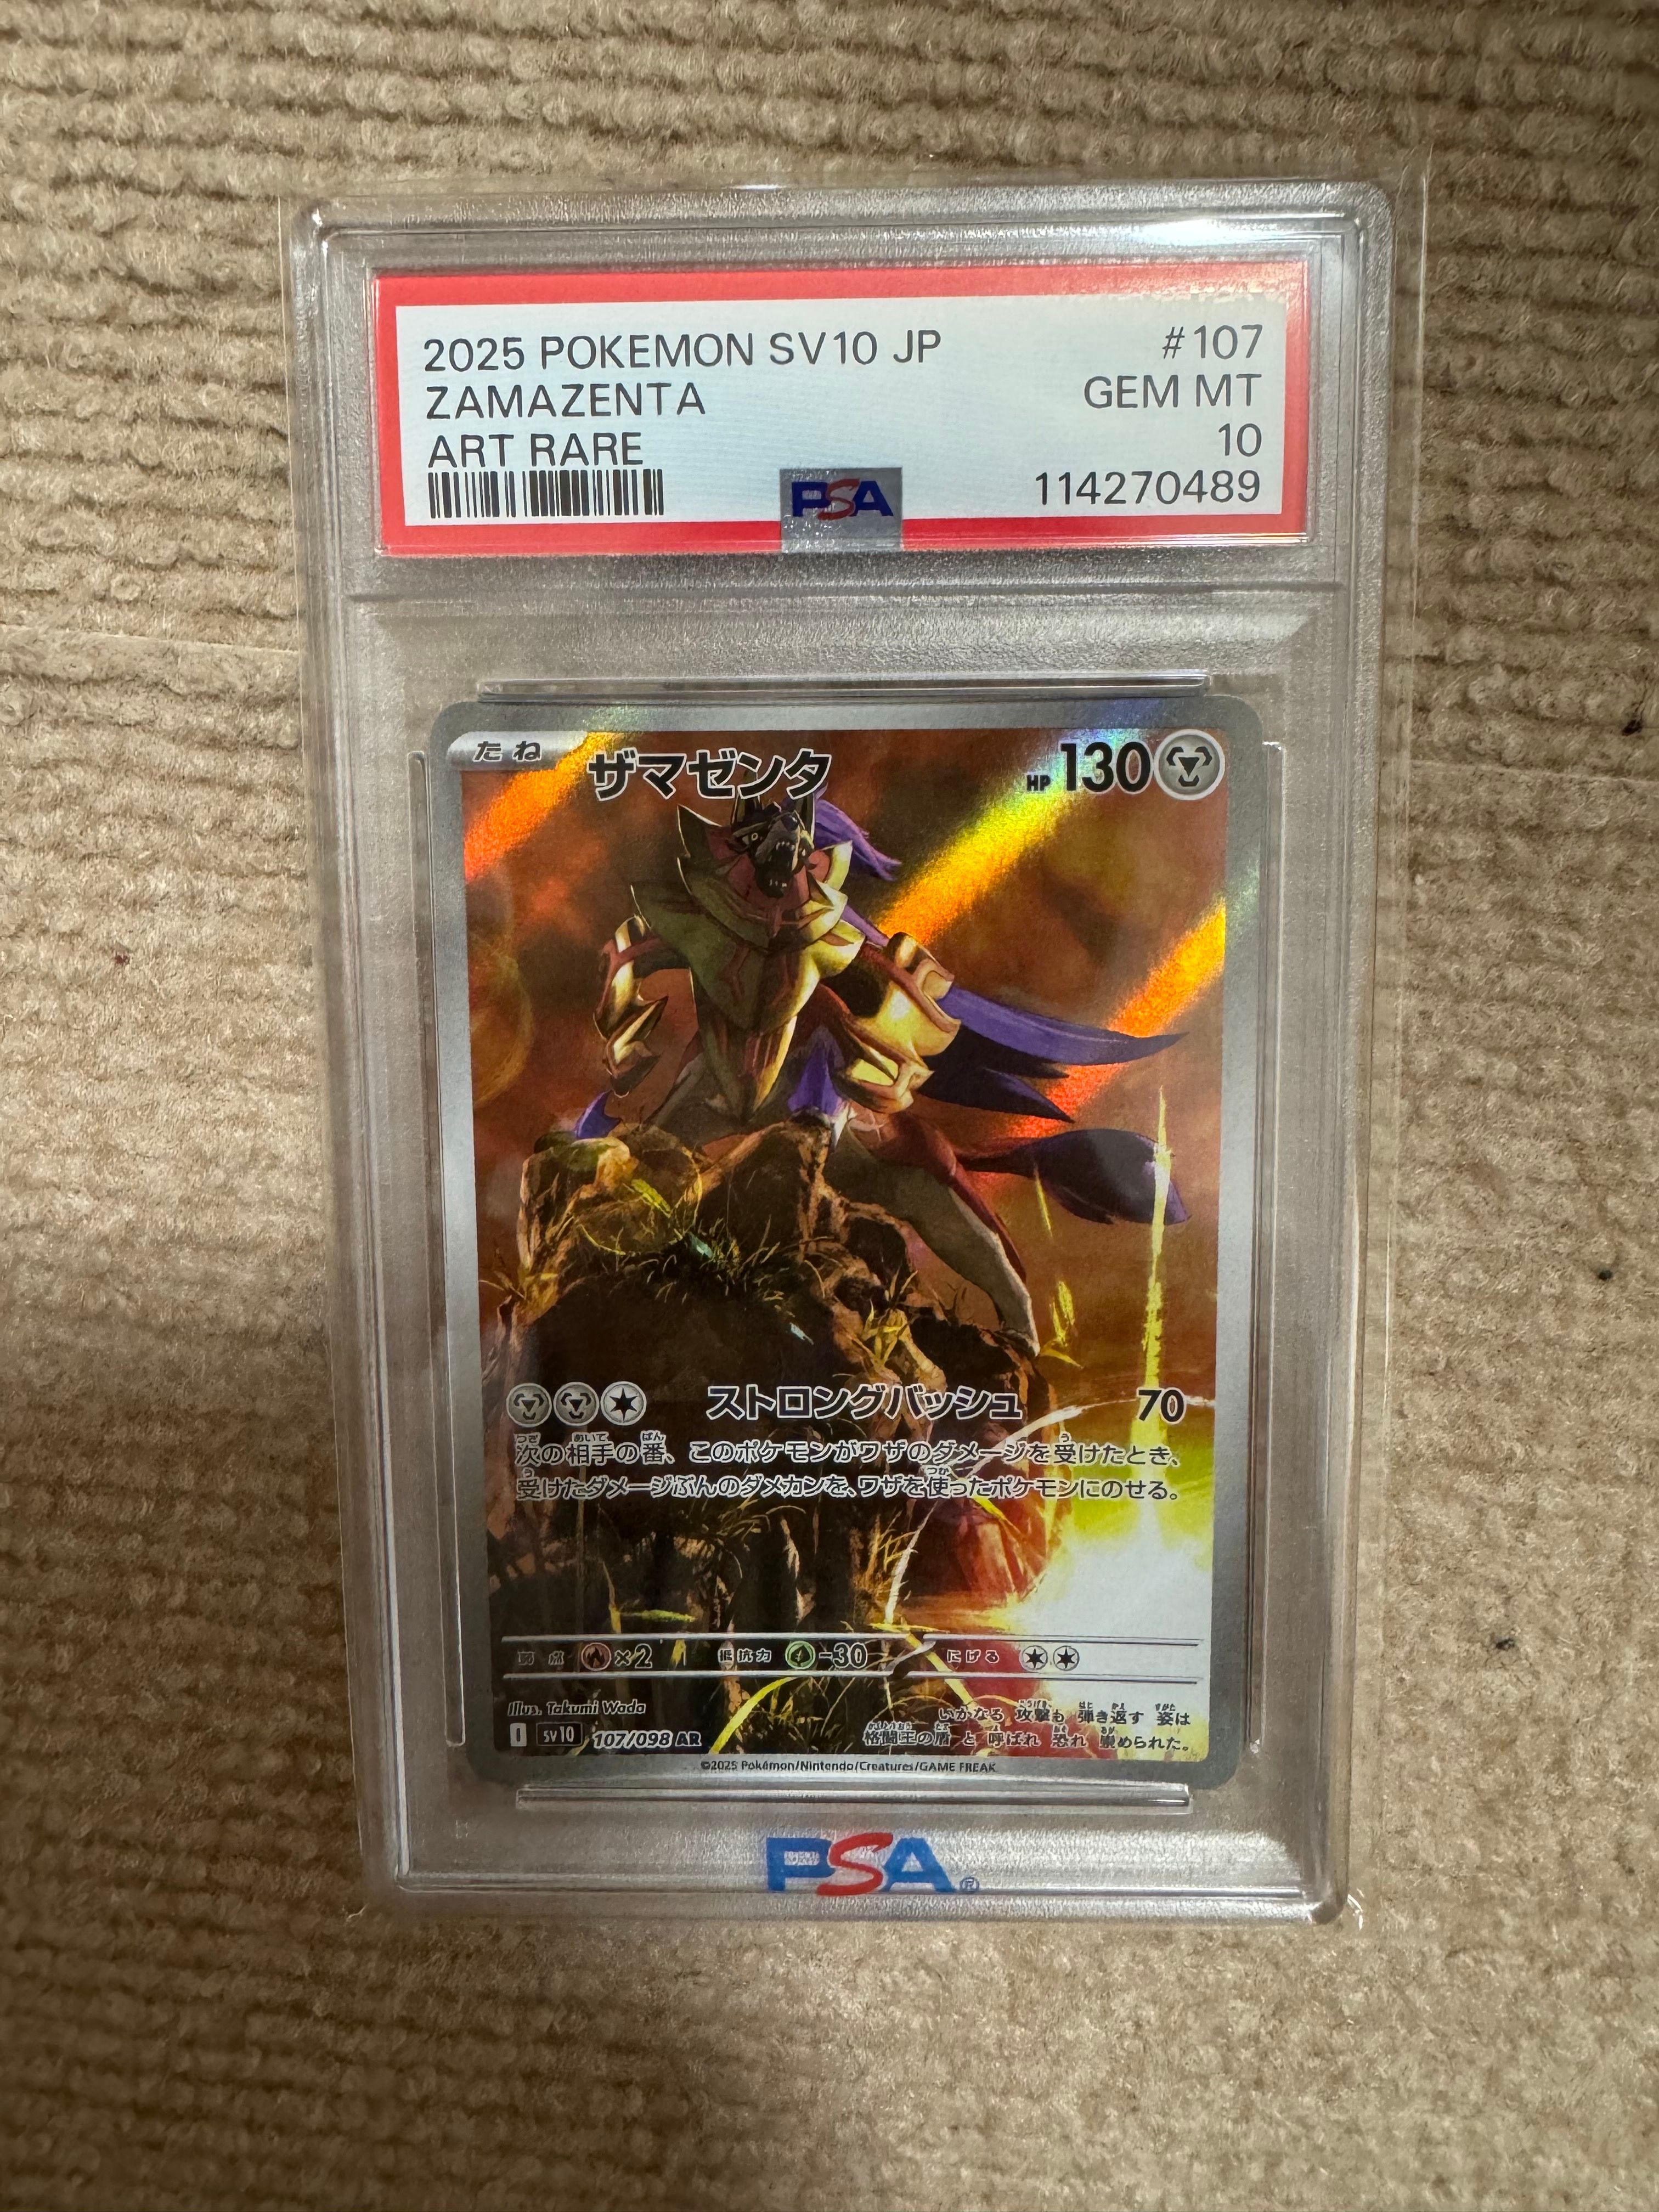 2025 POKEMON SV10 JP #107
ZAMAZENTA GEM MT
ART RARE 10
PSA 114270489
たね ザマゼンタ HP 130
ストロングバッシュ 70
次の相手の番、このポケモンがワザのダメージを受けたとき、
受けたダメージぶんのダメカンを、ワザを使ったポケモンにのせる。
弱点 ×2 抵抗力 -30 にげる
Illus. Takumi Wada
I sv10 107/098 AR
いかなる 攻撃も 弾き返す 姿は
格闘王の盾 と 呼ばれ 恐れ 崇められた。
©2025 Pokémon/Nintendo/Creatures/GAME FREAK
PSA®